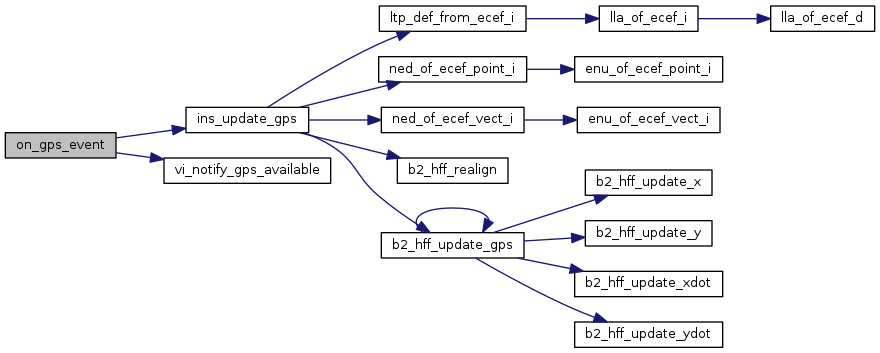 on_gps_event
ins_update_gps
vi_notify_gps_available
ltp_def_from_ecef_i
lla_of_ecef_i
lla_of_ecef_d
ned_of_ecef_point_i
enu_of_ecef_point_i
ned_of_ecef_vect_i
enu_of_ecef_vect_i
b2_hff_realign
b2_hff_update_gps
b2_hff_update_x
b2_hff_update_y
b2_hff_update_xdot
b2_hff_update_ydot